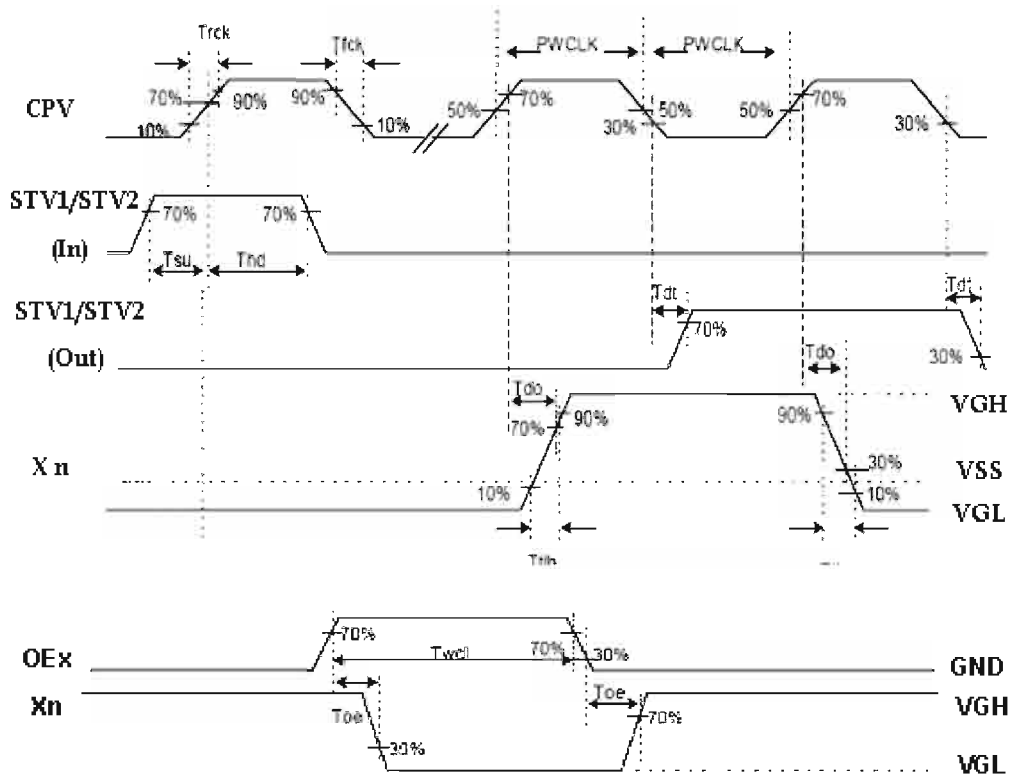 Trck Tfck PWCLK PWCLK
70% 90% 90% 50% 70% 50% 50% 70%
CPV
10% 10% 30% 30%
STV1/STV2
70% 70%
(In)
Tsu Thd
STV1/STV2
Tdt Tdt
70%
(Out)
30%
Tdo Tdo
VGH
70% 90% 90%
X n
30%
VSS
10% 10%
VGL
70% 70% 30%
OEx
Twcl
GND
Xn
Toe Toe
VGH
70%
30%
VGL